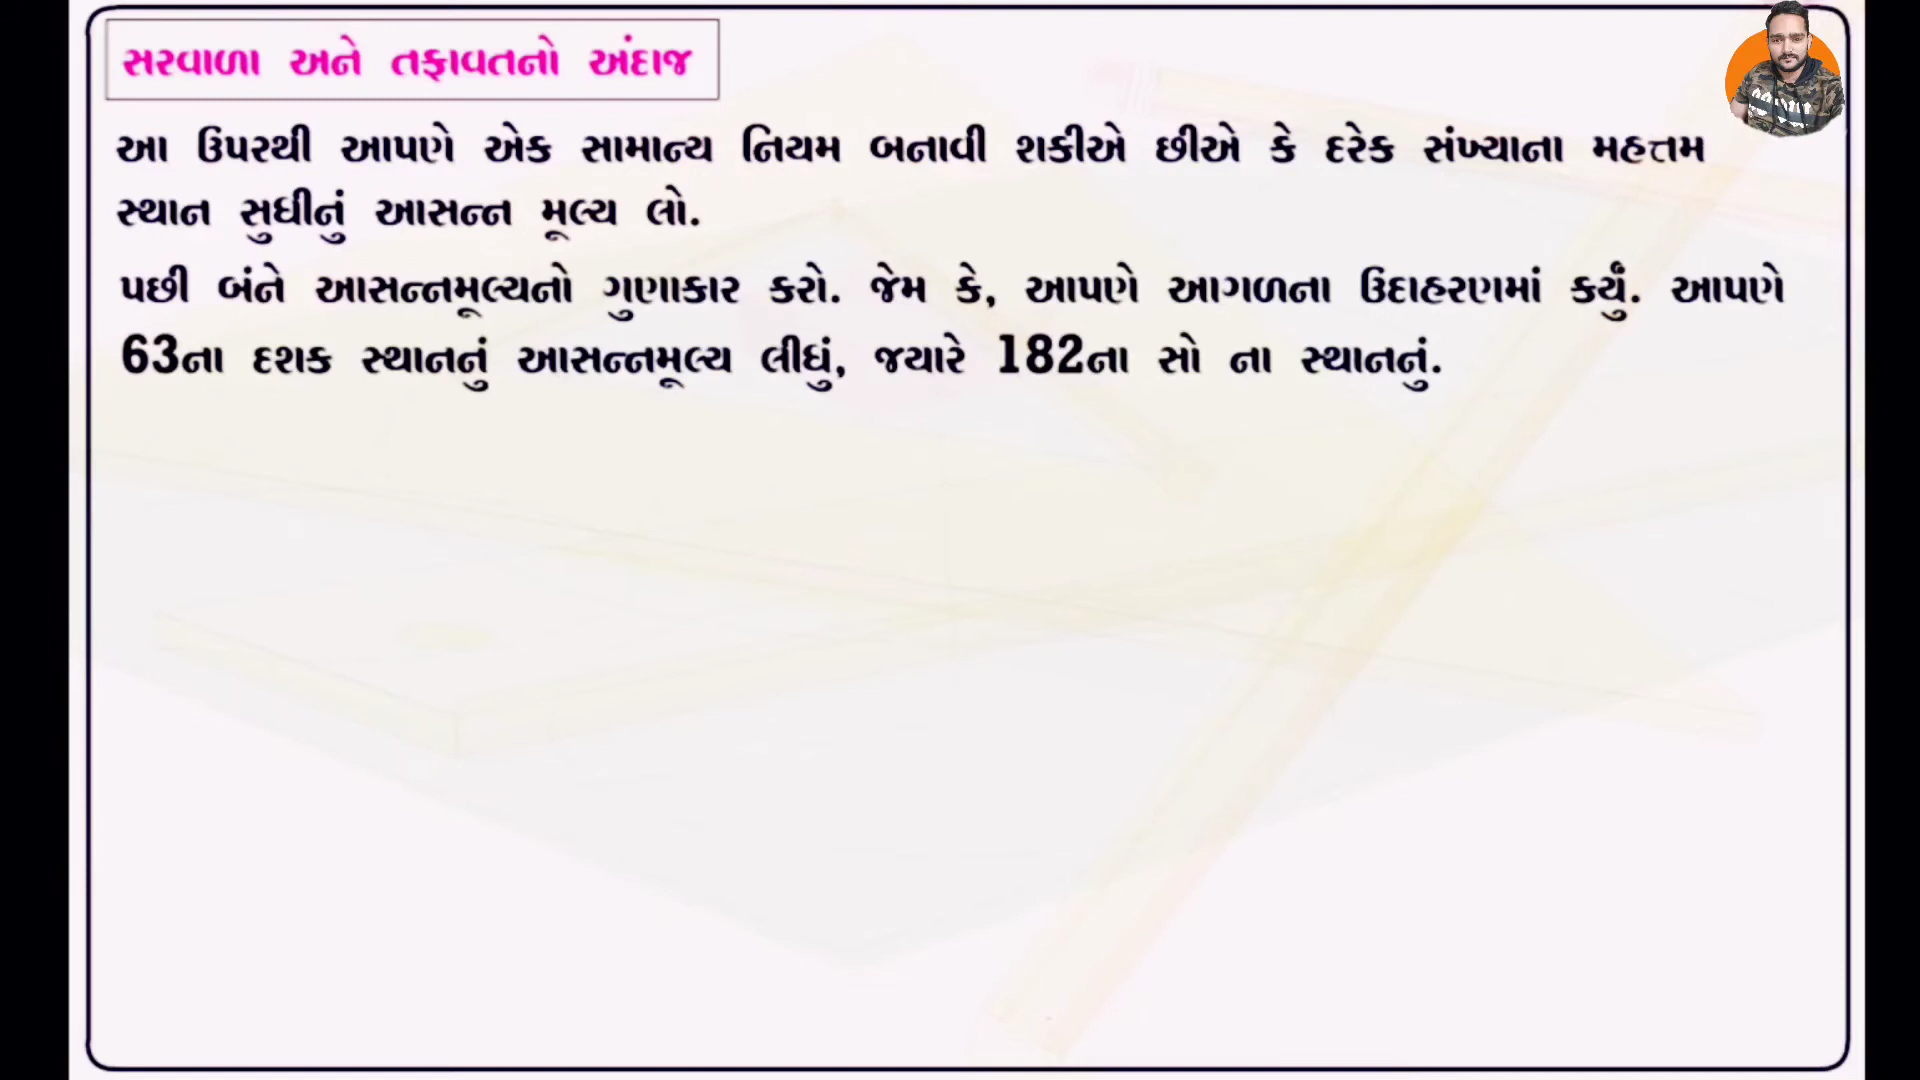 સરવાળા અને તફાવતનો અંદાજ
આ ઉપરથી આપણે એક સામાન્ય નિયમ બનાવી શકીએ છીએ કે દરેક સંખ્યાના મહત્તમ
સ્થાન સુધીનું આસન્ન મૂલ્ય લો.
પછી બંને આસન્નમૂલ્યનો ગુણાકાર કરો. જેમ કે, આપણે આગળના ઉદાહરણમાં કર્યું. આપણે
63ના દશક સ્થાનનું આસન્નમૂલ્ય લીધું, જયારે 182ના સો ના સ્થાનનું.